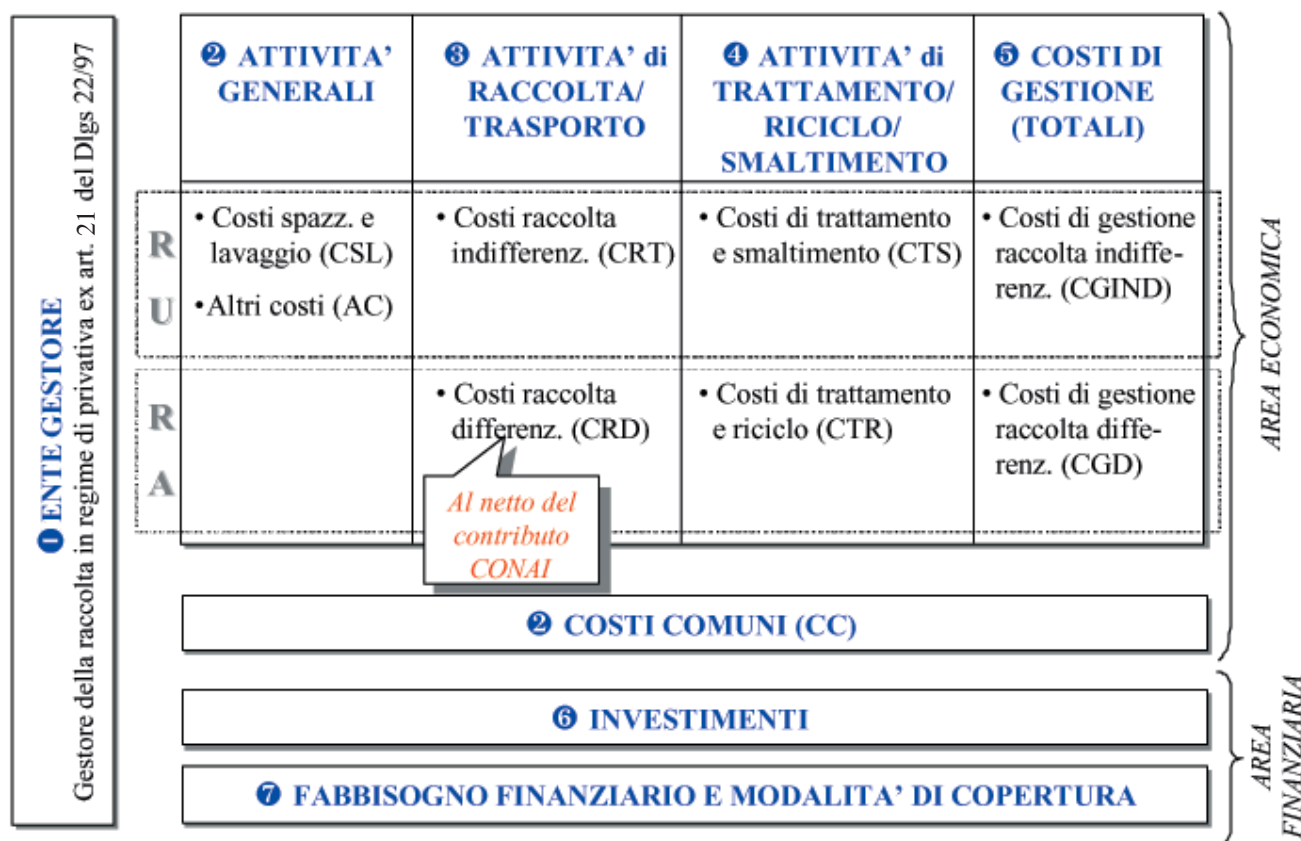 ❶ ENTE GESTORE
Gestore della raccolta in regime di privativa ex art. 21 del Dlgs 22/97
❷ ATTIVITA’
GENERALI
❸ ATTIVITA’ di
RACCOLTA/
TRASPORTO
❹ ATTIVITA’ di
TRATTAMENTO/
RICICLO/
SMALTIMENTO
❺ COSTI DI
GESTIONE
(TOTALI)
R
U
• Costi spazz. e
lavaggio (CSL)
• Altri costi (AC)
• Costi raccolta
indifferenz. (CRT)
• Costi di trattamento
e smaltimento (CTS)
• Costi di gestione
raccolta indiffe-
renz. (CGIND)
R
A
• Costi raccolta
differenz. (CRD)
Al netto del
contributo
CONAI
• Costi di trattamento
e riciclo (CTR)
• Costi di gestione
raccolta diffe-
renz. (CGD)
❷ COSTI COMUNI (CC)
AREA ECONOMICA
❻ INVESTIMENTI
❼ FABBISOGNO FINANZIARIO E MODALITA’ DI COPERTURA
AREA
FINANZIARIA